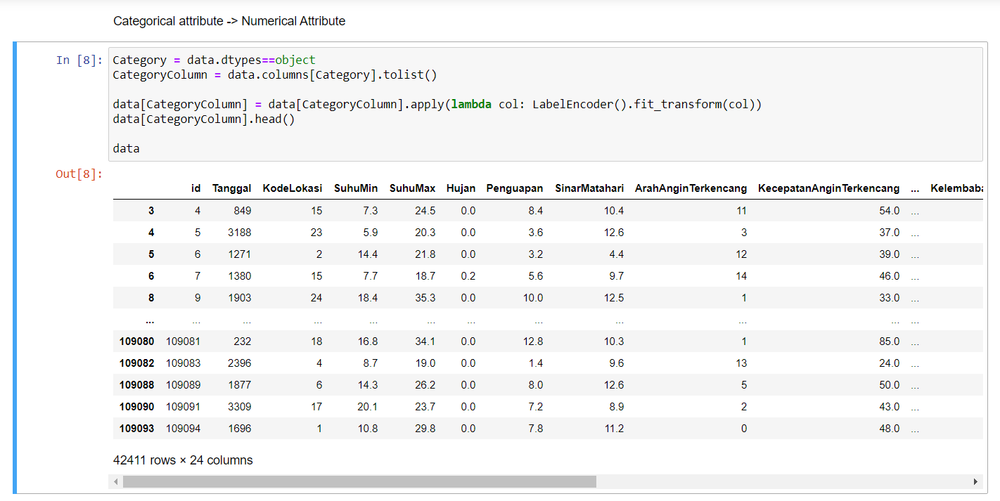 Categorical attribute -> Numerical Attribute
In [8]: Category = data.dtypes==object
CategoryColumn = data.columns[Category].tolist()
data[CategoryColumn] = data[CategoryColumn].apply(lambda col: LabelEncoder().fit_transform(col))
data[CategoryColumn].head()
data
Out[8]:
id Tanggal KodeLokasi SuhuMin SuhuMax Hujan Penguapan SinarMatahari ArahAnginTerkencang KecepatanAnginTerkencang ... Kelembaba
3 4 849 15 7.3 24.5 0.0 8.4 10.4 11 54.0 ...
4 5 3188 23 5.9 20.3 0.0 3.6 12.6 3 37.0 ...
5 6 1271 2 14.4 21.8 0.0 3.2 4.4 12 39.0 ...
6 7 1380 15 7.7 18.7 0.2 5.6 9.7 14 46.0 ...
8 9 1903 24 18.4 35.3 0.0 10.0 12.5 1 33.0 ...
... ... ... ... ... ... ... ... ... ... ... ...
109080 109081 232 18 16.8 34.1 0.0 12.8 10.3 1 85.0 ...
109082 109083 2396 4 8.7 19.0 0.0 1.4 9.6 13 24.0 ...
109088 109089 1877 6 14.3 26.2 0.0 8.0 12.6 5 50.0 ...
109090 109091 3309 17 20.1 23.7 0.0 7.2 8.9 2 43.0 ...
109093 109094 1696 1 10.8 29.8 0.0 7.8 11.2 0 48.0 ...
42411 rows × 24 columns